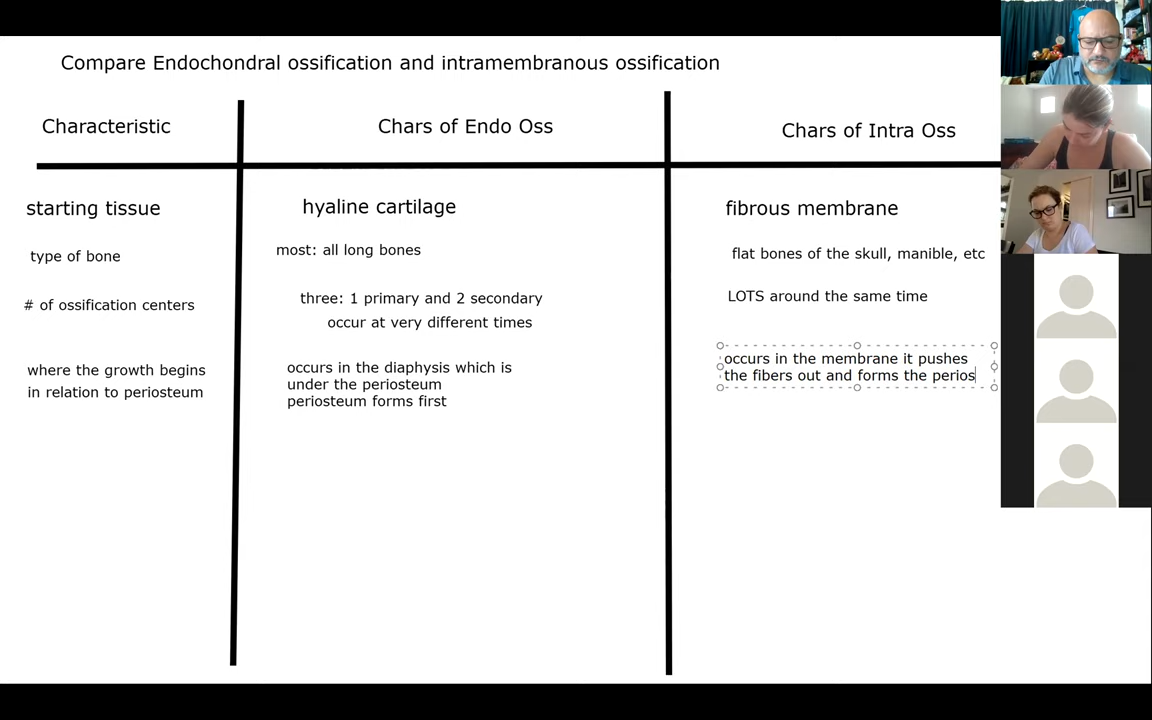 Compare Endochondral ossification and intramembranous ossification
Characteristic
Chars of Endo Oss
Chars of Intra Oss
starting tissue
hyaline cartilage
fibrous membrane
type of bone
most: all long bones
flat bones of the skull, manible, etc
# of ossification centers
three: 1 primary and 2 secondary
occur at very different times
LOTS around the same time
where the growth begins
in relation to periosteum
occurs in the diaphysis which is
under the periosteum
periosteum forms first
occurs in the membrane it pushes
the fibers out and forms the perios